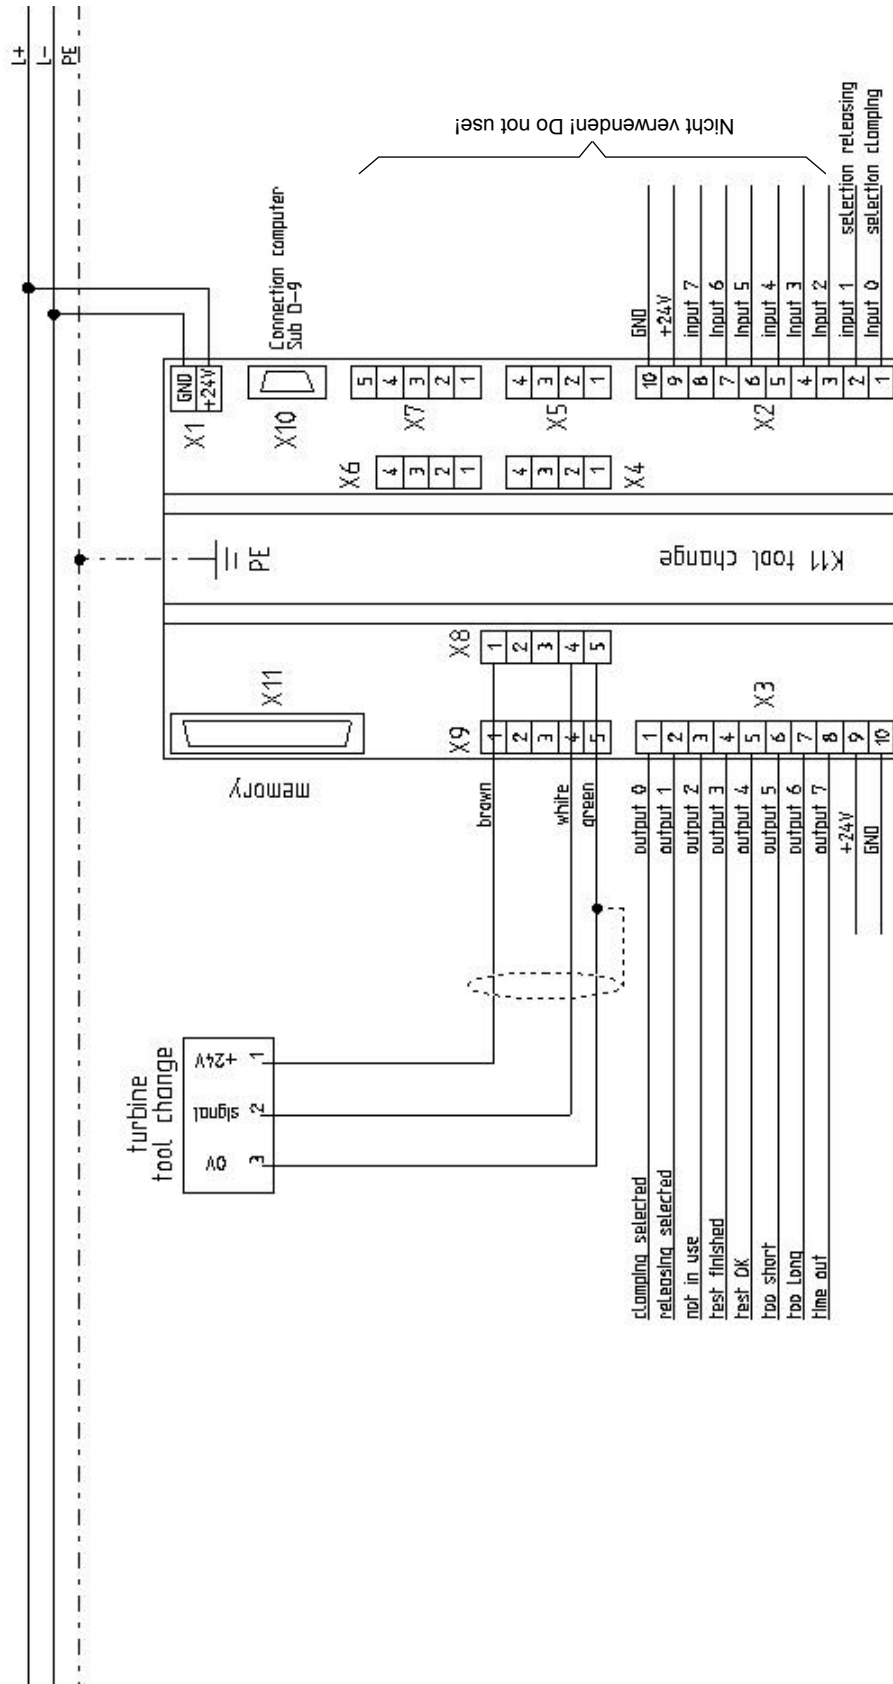 L+
L-
PE
Nicht verwenden! Do not use!
Connection computer
Sub D-9
GND
+24V
X1
X10
5
4
3
2
1
X7
4
3
2
1
X5
X6
4
3
2
1
4
3
2
1
X4
GND
+24V
input 7
Input 6
Input 5
input 4
Input 3
Input 2
input 1
selection releasing
Input 0
selection clamping
10
9
8
7
6
5
4
3
2
1
X2
PE
K11 tool change
X11
memory
X8
1
2
3
4
5
X9
1
2
3
4
5
brown
white
green
X3
1
2
3
4
5
6
7
8
9
10
output 0
output 1
output 2
output 3
output 4
output 5
output 6
output 7
+24V
GND
turbine
tool change
+24V 1
signal 2
0V 3
clamping selected
releasing selected
not in use
test finished
test OK
too short
too Long
time out